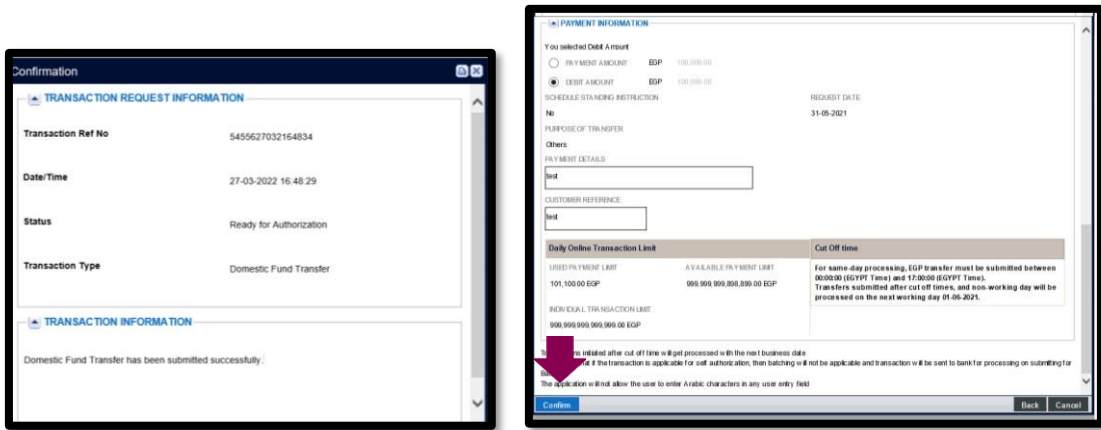 Confirmation
TRANSACTION REQUEST INFORMATION
Transaction Ref No 5455627032164834
Date/Time 27-03-2022 16:48:29
Status Ready for Authorization
Transaction Type Domestic Fund Transfer
TRANSACTION INFORMATION
Domestic Fund Transfer has been submitted successfully.
PAYMENT INFORMATION
You selected Debit Amount
PAYMENT AMOUNT EGP 100,000.00
DEBIT AMOUNT EGP 100,000.00
SCHEDULE STANDING INSTRUCTION REQUEST DATE
No 31-05-2021
PURPOSE OF TRANSFER
Others
PAYMENT DETAILS
test
CUSTOMER REFERENCE
test
Daily Online Transaction Limit Cut Off time
USED PAYMENT LIMIT AVAILABLE PAYMENT LIMIT
101,100.00 EGP 999,999,999,898,899.00 EGP
INDIVIDUAL TRANSACTION LIMIT
999,999,999,999,999.00 EGP
For same-day processing, EGP transfer must be submitted between
00:00:00 (EGYPT Time) and 17:00:00 (EGYPT Time).
Transfers submitted after cut off times, and non-working day will be
processed on the next working day 01-06-2021.
initiated after cut off time will get processed with the next business date
if the transaction is applicable for self authorization, then batching will not be applicable and transaction will be sent to bank for processing on submitting for
The application will not allow the user to enter Arabic characters in any user entry field
Confirm Back Cancel